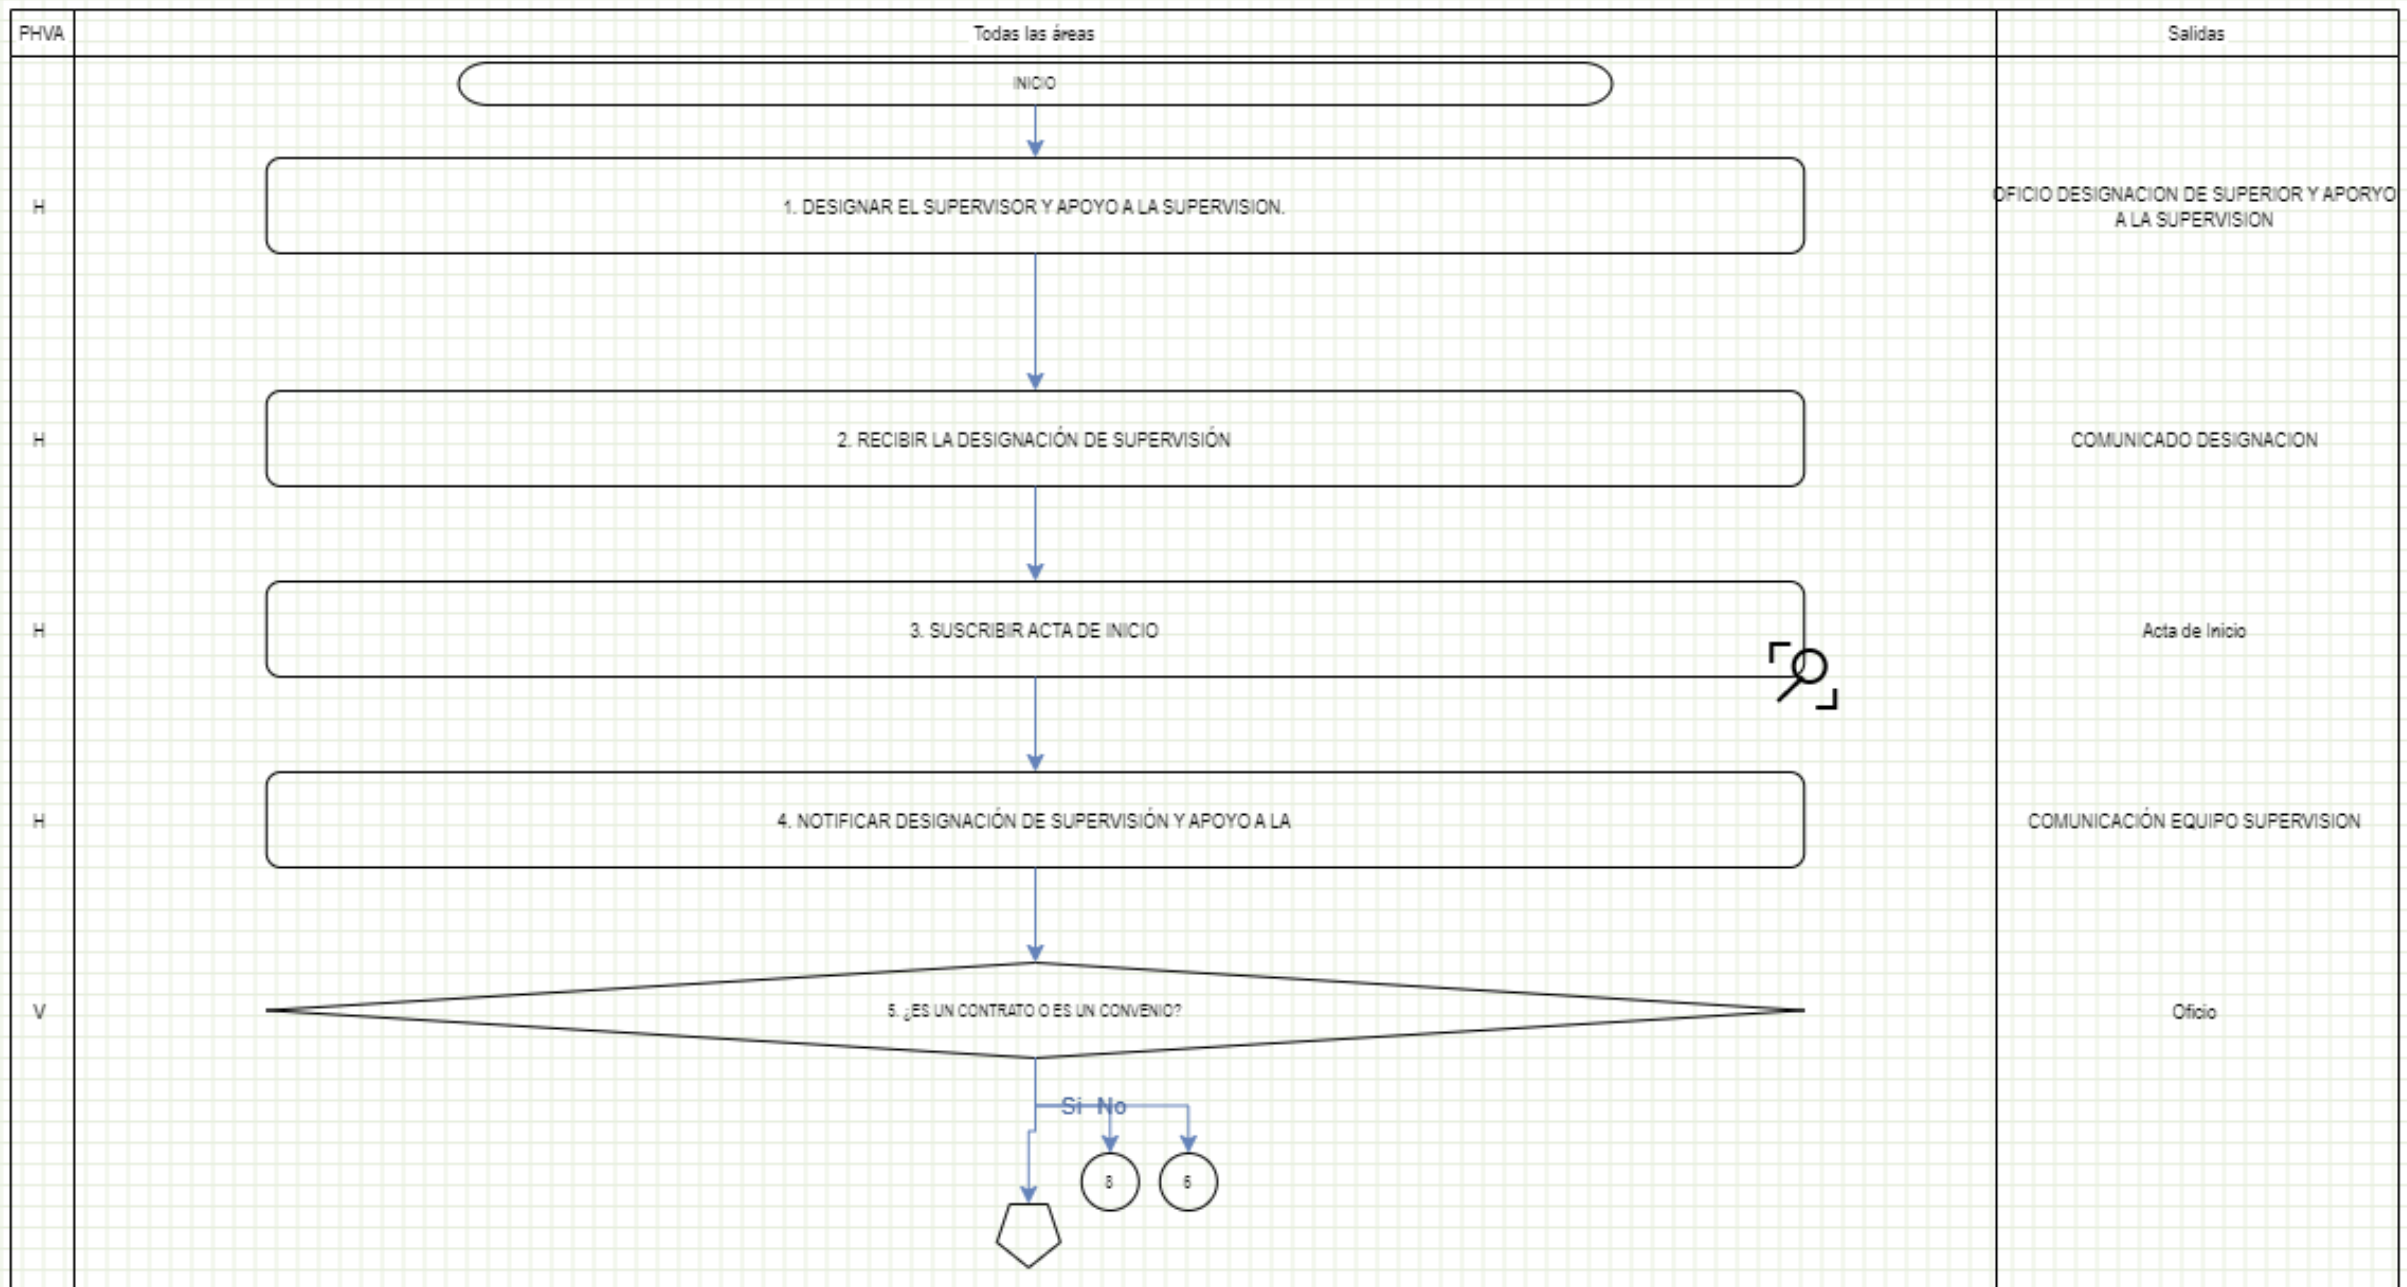 PHVA
Todas las áreas
Salidas
INICIO
H
1. DESIGNAR EL SUPERVISOR Y APOYO A LA SUPERVISION.
OFICIO DESIGNACION DE SUPERIOR Y APORYO
A LA SUPERVISION
H
2. RECIBIR LA DESIGNACIÓN DE SUPERVISIÓN
COMUNICADO DESIGNACION
H
3. SUSCRIBIR ACTA DE INICIO
Acta de Inicio
H
4. NOTIFICAR DESIGNACIÓN DE SUPERVISIÓN Y APOYO A LA
COMUNICACIÓN EQUIPO SUPERVISION
V
5. ¿ES UN CONTRATO O ES UN CONVENIO?
Oficio
Si No
8
6